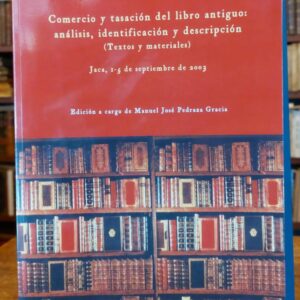 Comercio y tasación del libro antiguo:
análisis, identificación y descripción
(Textos y materiales)
Jaca, 1-5 de septiembre de 2003
Edición a cargo de Manuel José Pedraza Gracia